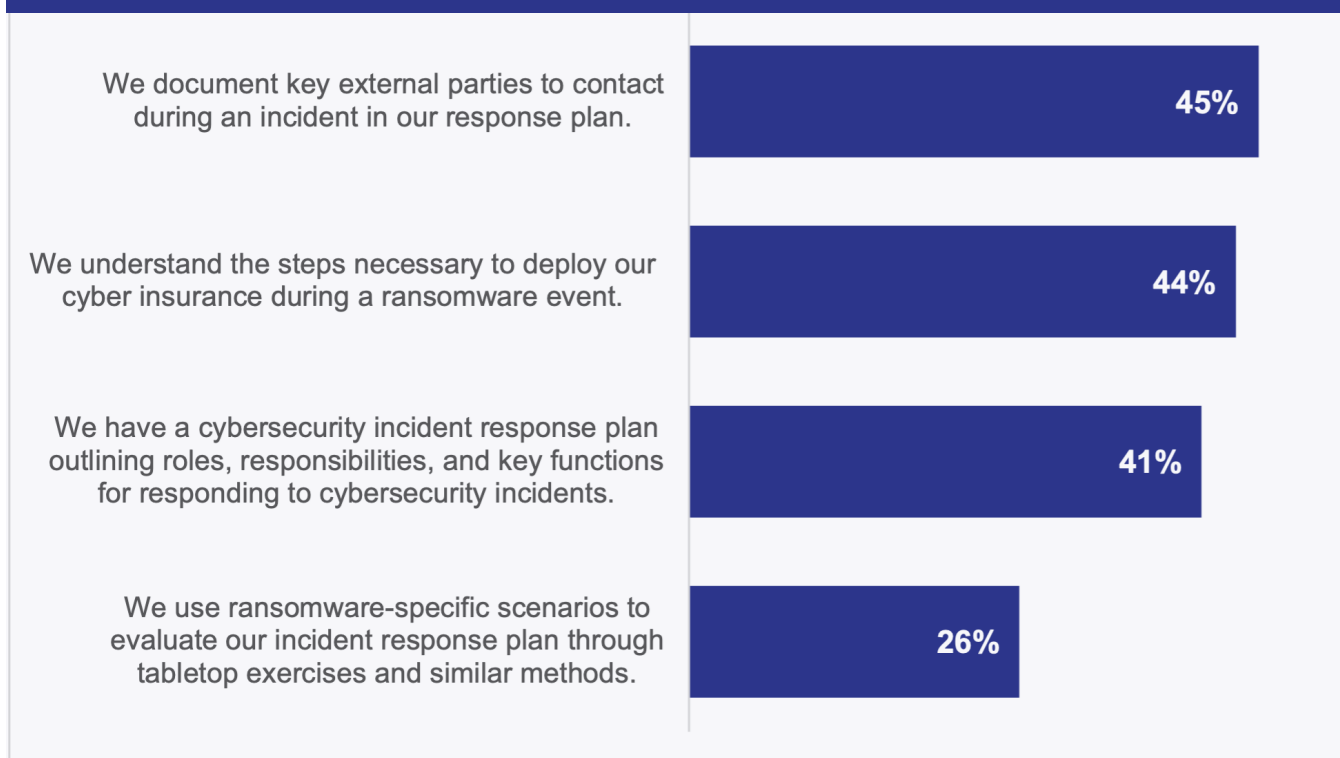 We document key external parties to contact
during an incident in our response plan.
45%
We understand the steps necessary to deploy our
cyber insurance during a ransomware event.
44%
We have a cybersecurity incident response plan
outlining roles, responsibilities, and key functions
for responding to cybersecurity incidents.
41%
We use ransomware-specific scenarios to
evaluate our incident response plan through
tabletop exercises and similar methods.
26%